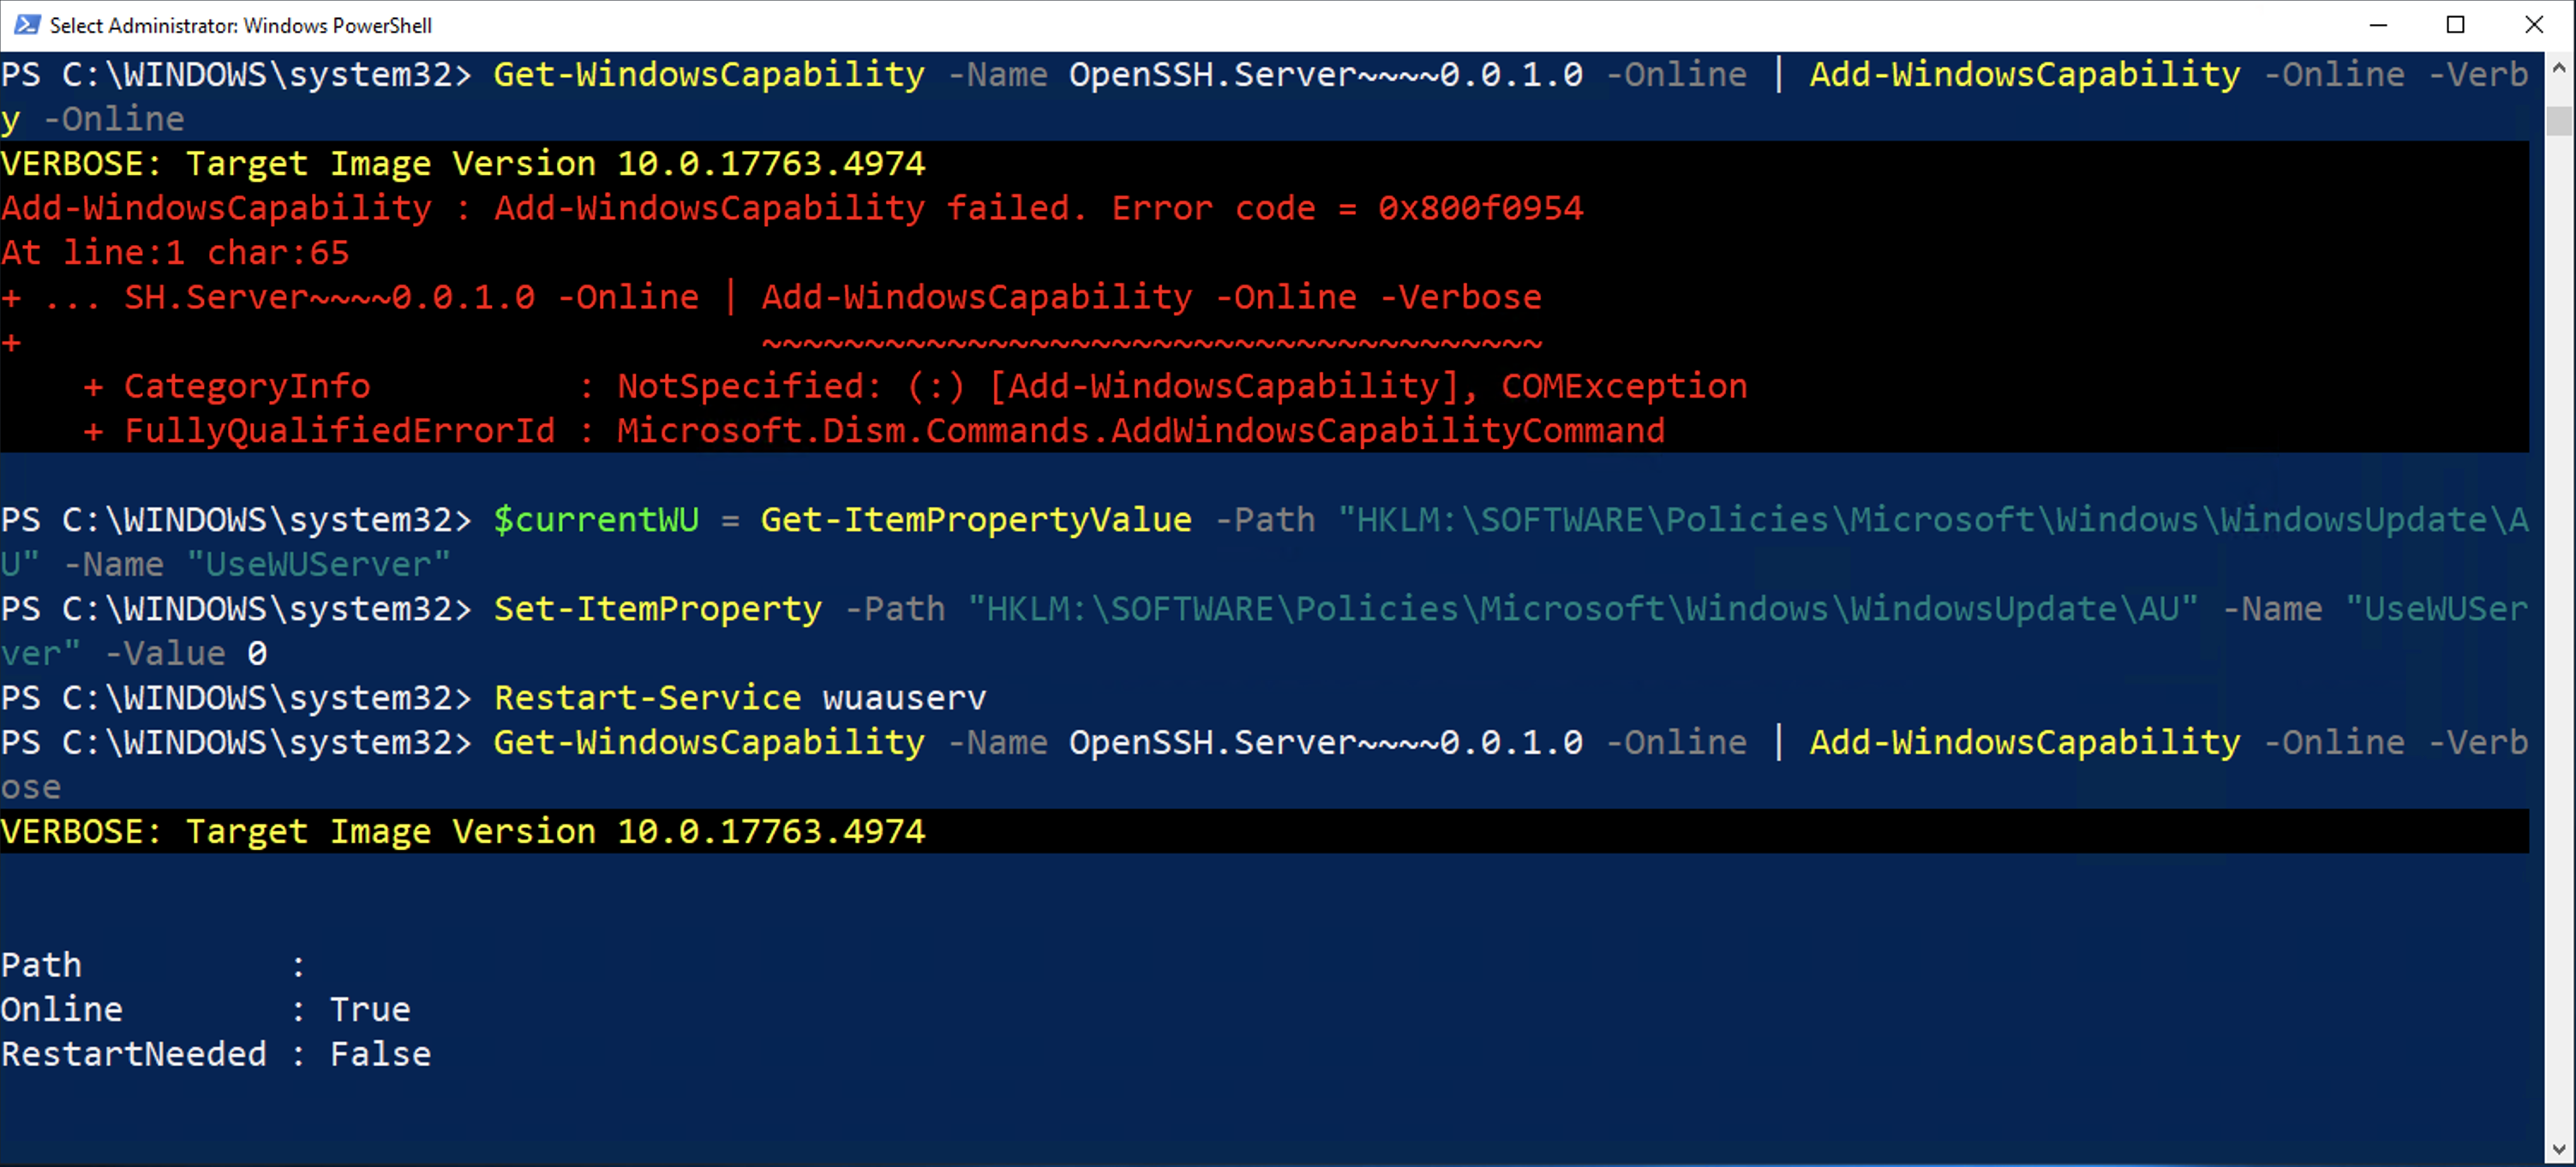 Select Administrator: Windows PowerShell
PS C:\WINDOWS\system32> Get-WindowsCapability -Name OpenSSH.Server~~~~0.0.1.0 -Online | Add-WindowsCapability -Online -Verb
y -Online
VERBOSE: Target Image Version 10.0.17763.4974
Add-WindowsCapability : Add-WindowsCapability failed. Error code = 0x800f0954
At line:1 char:65
+ ... SH.Server~~~~0.0.1.0 -Online | Add-WindowsCapability -Online -Verbose
+                                    ~~~~~~~~~~~~~~~~~~~~~~~~~~~~~~~~~~~~~~
    + CategoryInfo          : NotSpecified: (:) [Add-WindowsCapability], COMException
    + FullyQualifiedErrorId : Microsoft.Dism.Commands.AddWindowsCapabilityCommand
PS C:\WINDOWS\system32> $currentWU = Get-ItemPropertyValue -Path "HKLM:\SOFTWARE\Policies\Microsoft\Windows\WindowsUpdate\A
U" -Name "UseWUServer"
PS C:\WINDOWS\system32> Set-ItemProperty -Path "HKLM:\SOFTWARE\Policies\Microsoft\Windows\WindowsUpdate\AU" -Name "UseWUSer
ver" -Value 0
PS C:\WINDOWS\system32> Restart-Service wuauserv
PS C:\WINDOWS\system32> Get-WindowsCapability -Name OpenSSH.Server~~~~0.0.1.0 -Online | Add-WindowsCapability -Online -Verb
ose
VERBOSE: Target Image Version 10.0.17763.4974
Path          :
Online        : True
RestartNeeded : False